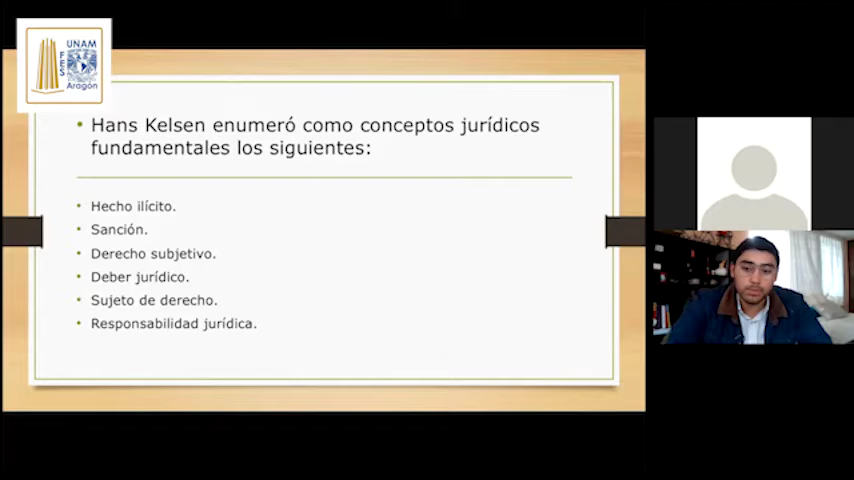 UNAM
FES
Aragón
• Hans Kelsen enumeró como conceptos jurídicos
fundamentales los siguientes:
• Hecho ilícito.
• Sanción.
• Derecho subjetivo.
• Deber jurídico.
• Sujeto de derecho.
• Responsabilidad jurídica.